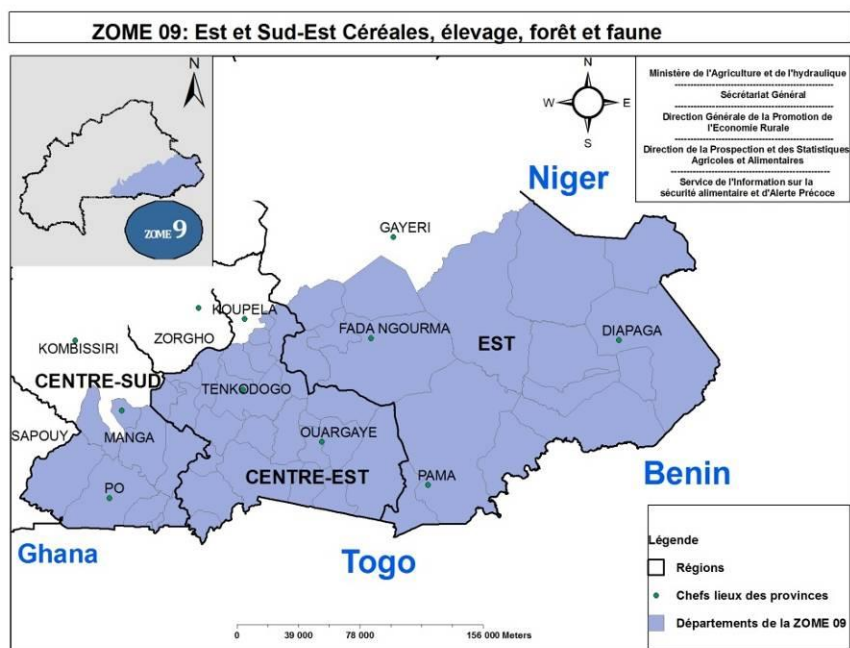 ZOME 09: Est et Sud-Est Céréales, élevage, forêt et faune
N
ZOME 9
N
W
E
S
Ministère de l'Agriculture et de l'hydraulique
Sécrétariat Général
Direction Générale de la Promotion de
l'Economie Rurale
Direction de la Prospection et des Statistiques
Agricoles et Alimentaires
Service de l'Information sur la
sécurité alimentaire et d'Alerte Précoce
Niger
GAYERI
KOUPELA
ZORGHO
KOMBISSIRI
FADA NGOURMA
EST
DIAPAGA
CENTRE-SUD
TENKODOGO
SAPOUY
MANGA
OUARGAYE
CENTRE-EST
PAMA
PO
Benin
Ghana
Togo
Légende
Régions
Chefs lieux des provinces
Départements de la ZOME 09
0 39 000 78 000 156 000 Meters